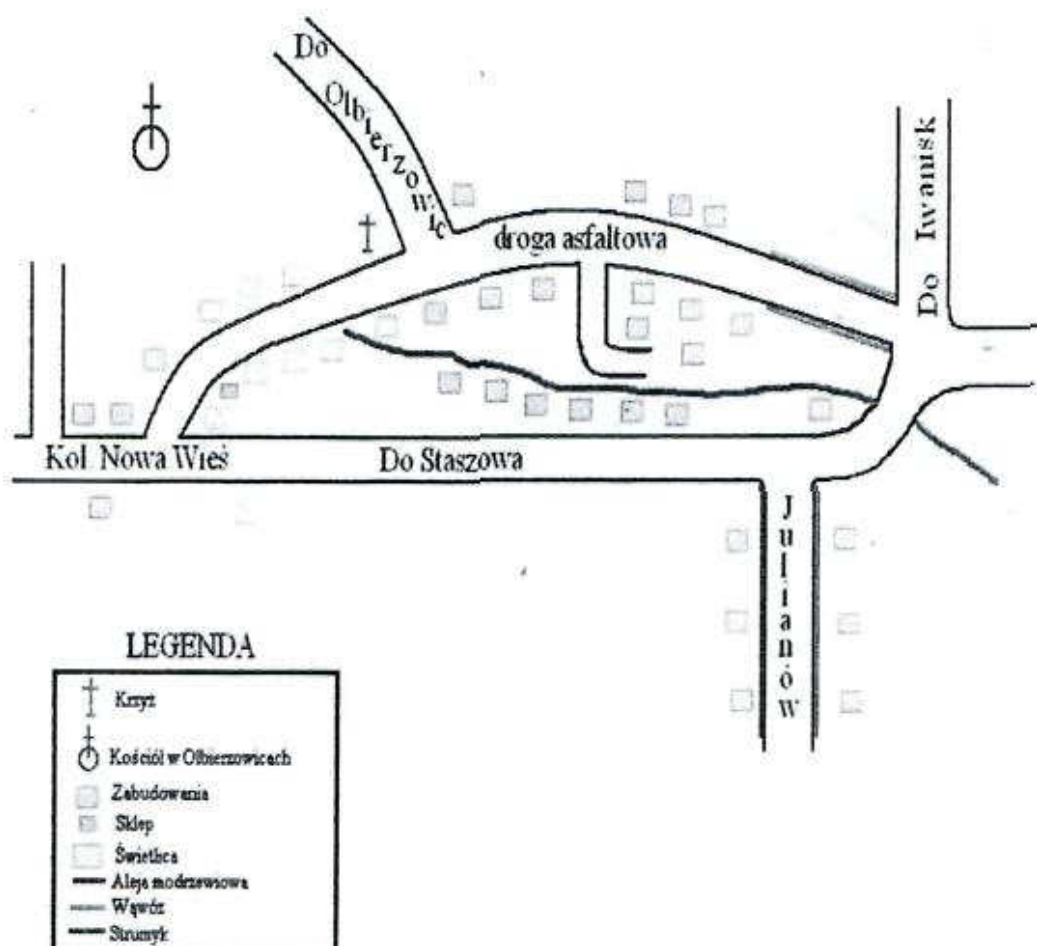 Do Olbierzowic
Do Iwanisk
droga asfaltowa
Kol. Nowa Wieś
Do Staszowa
Julianów
LEGENDA
Krzyż
Kościół w Olbierzowicach
Zabudowania
Sklep
Świetlica
Aleja modrzewiowa
Wąwóz
Strumyk